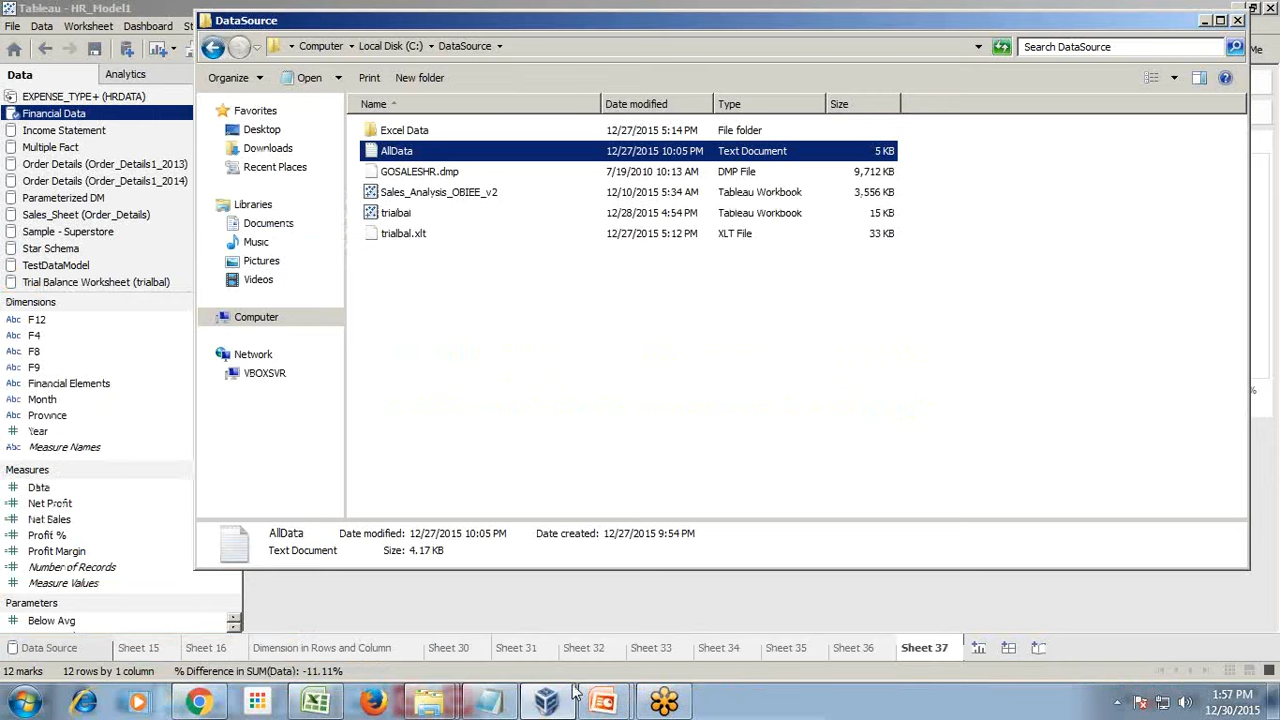 Tableau - HR_Model1
DataSource
File Data Worksheet Dashboard St
Computer Local Disk (C:) DataSource
Search DataSource
Me
Data Analytics
Organize Open Print New folder
EXPENSE_TYPE+ (HRDATA)
Financial Data
Income Statement
Multiple Fact
Order Details (Order_Details1_2013)
Order Details (Order_Details1_2014)
Parameterized DM
Sales_Sheet (Order_Details)
Sample - Superstore
Star Schema
TestDataModel
Trial Balance Worksheet (trialbal)
Dimensions
Abc F12
Abc F4
Abc F8
Abc F9
Abc Financial Elements
Abc Month
Abc Province
# Year
Abc Measure Names
Measures
Data
Net Profit
Net Sales
Profit %
Profit Margin
Number of Records
Measure Values
Parameters
Below Avg
Favorites
Desktop
Downloads
Recent Places
Libraries
Documents
Music
Pictures
Videos
Computer
Network
VBOXSVR
Name Date modified Type Size
Excel Data 12/27/2015 5:14 PM File folder
AllData 12/27/2015 10:05 PM Text Document 5 KB
GOSALESHR.dmp 7/19/2010 10:13 AM DMP File 9,712 KB
Sales_Analysis_OBIEE_v2 12/10/2015 5:34 AM Tableau Workbook 3,556 KB
trialbal 12/28/2015 4:54 PM Tableau Workbook 15 KB
trialbal.xlt 12/27/2015 5:12 PM XLT File 33 KB
%
AllData Date modified: 12/27/2015 10:05 PM Date created: 12/27/2015 9:54 PM
Text Document Size: 4.17 KB
Data Source Sheet 15 Sheet 16 Dimension in Rows and Column Sheet 30 Sheet 31 Sheet 32 Sheet 33 Sheet 34 Sheet 35 Sheet 36 Sheet 37
12 marks 12 rows by 1 column % Difference in SUM(Data): -11.11%
1:57 PM
12/30/2015